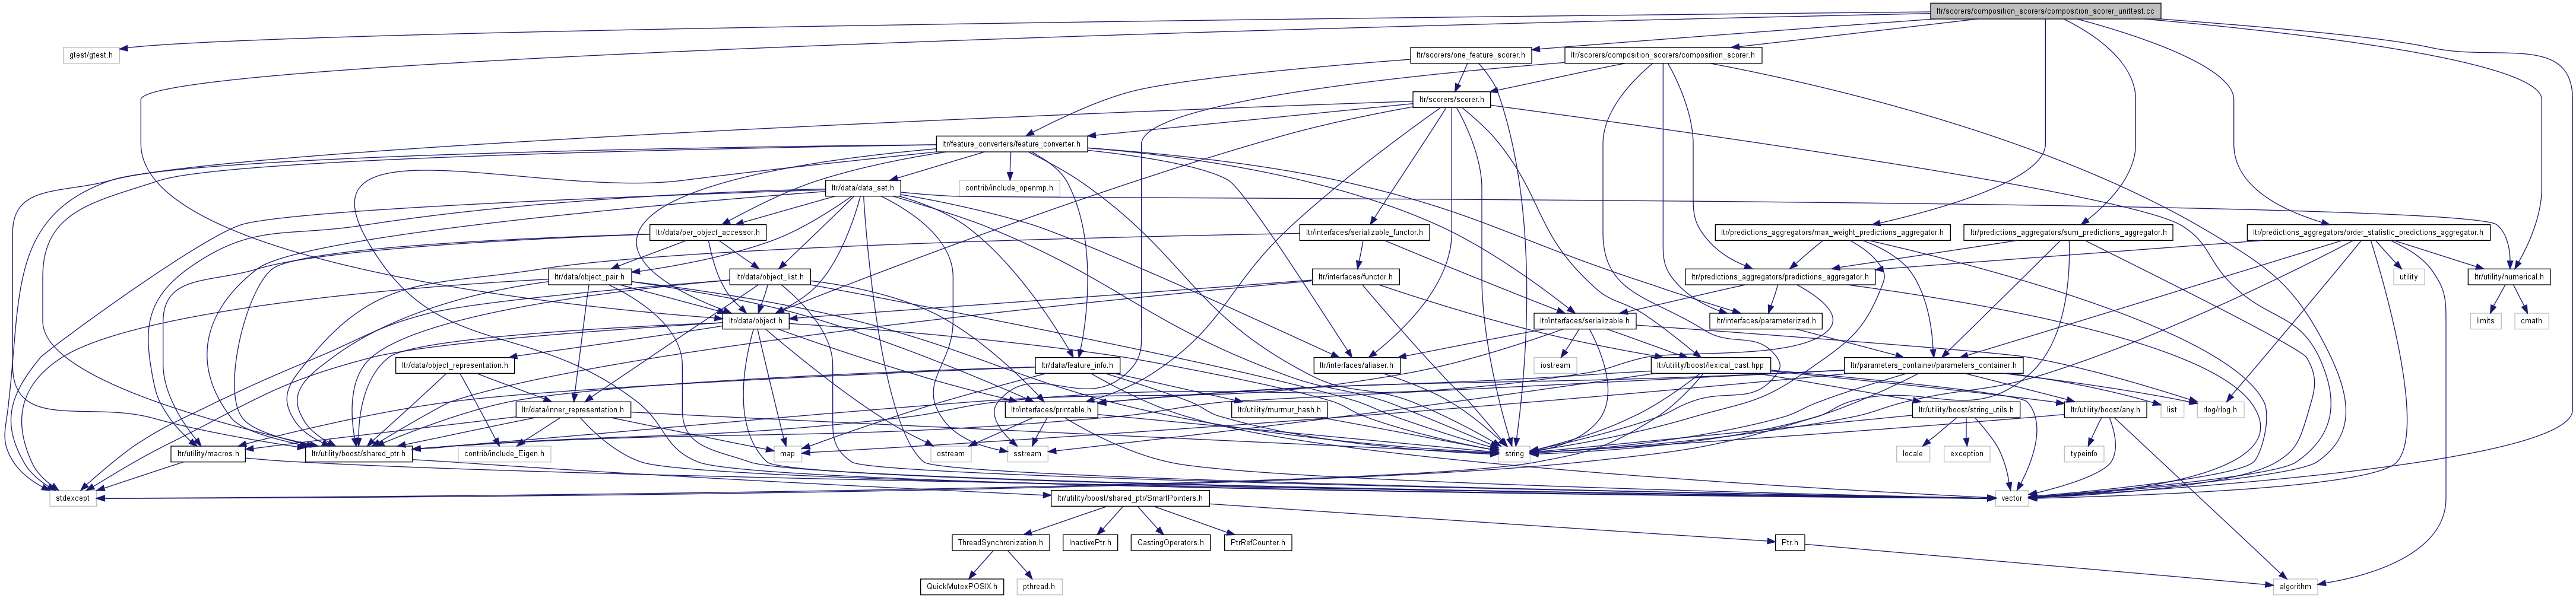 ltr/scorers/composition_scorers/composition_scorer_unittest.cc
gtest/gtest.h
ltr/scorers/one_feature_scorer.h
ltr/scorers/composition_scorers/composition_scorer.h
ltr/scorers/scorer.h
ltr/feature_converters/feature_converter.h
contrib/include_openmp.h
ltr/data/data_set.h
ltr/data/per_object_accessor.h
ltr/interfaces/serializable_functor.h
ltr/predictions_aggregators/max_weight_predictions_aggregator.h
ltr/predictions_aggregators/sum_predictions_aggregator.h
ltr/predictions_aggregators/order_statistic_predictions_aggregator.h
ltr/data/object_pair.h
ltr/data/object_list.h
ltr/interfaces/functor.h
ltr/predictions_aggregators/predictions_aggregator.h
utility
ltr/utility/numerical.h
ltr/data/object.h
ltr/interfaces/serializable.h
ltr/interfaces/parameterized.h
limits
cmath
ltr/data/object_representation.h
ltr/data/feature_info.h
ltr/interfaces/aliaser.h
iostream
ltr/utility/boost/lexical_cast.hpp
ltr/parameters_container/parameters_container.h
ltr/data/inner_representation.h
ltr/interfaces/printable.h
ltr/utility/murmur_hash.h
ltr/utility/boost/string_utils.h
ltr/utility/boost/any.h
list
rlog/rlog.h
ltr/utility/macros.h
ltr/utility/boost/shared_ptr.h
contrib/include_Eigen.h
map
ostream
sstream
string
locale
exception
typeinfo
stdexcept
ltr/utility/boost/shared_ptr/SmartPointers.h
vector
ThreadSynchronization.h
InactivePtr.h
CastingOperators.h
PtrRefCounter.h
Ptr.h
QuickMutexPOSIX.h
pthread.h
algorithm